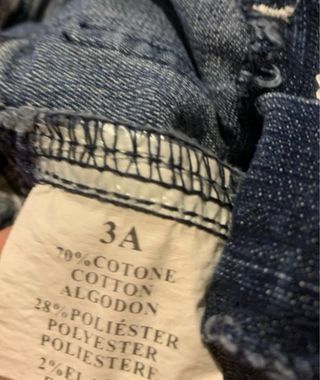 3A
70%COTONE
COTTON
ALGODON
28%POLIÉSTER
POLYESTER
POLIESTERE